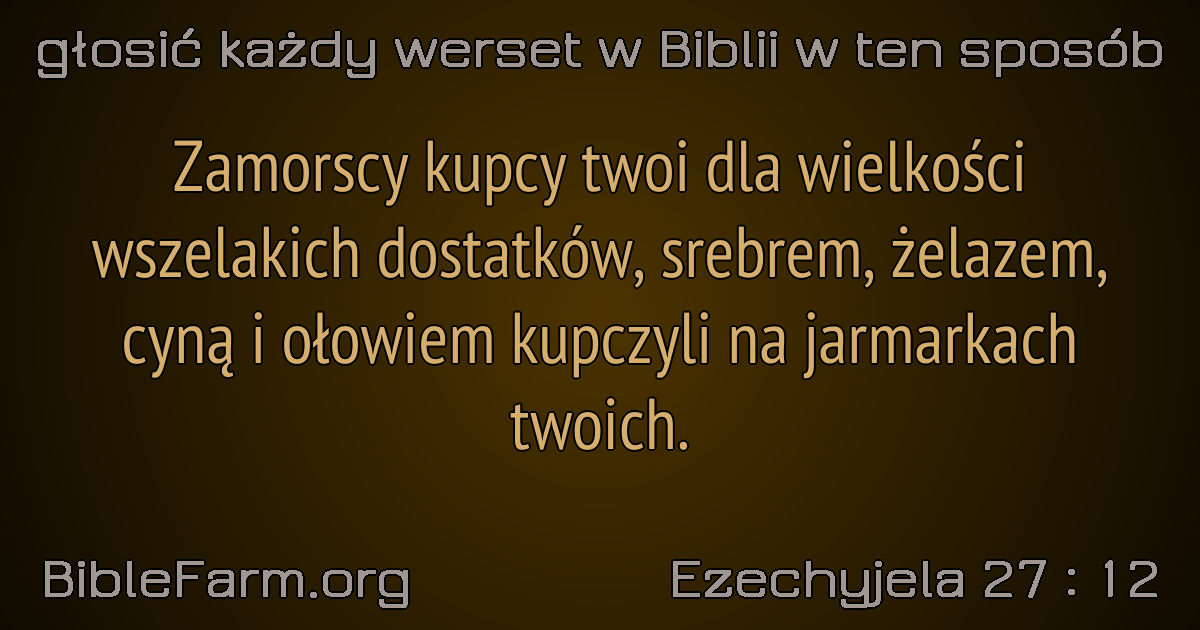 głosić każdy werset w Biblii w ten sposób
Zamorscy kupcy twoi dla wielkości
wszelakich dostatków, srebrem, żelazem,
cyną i ołowiem kupczyli na jarmarkach
twoich.
BibleFarm.org
Ezechyjela 27 : 12